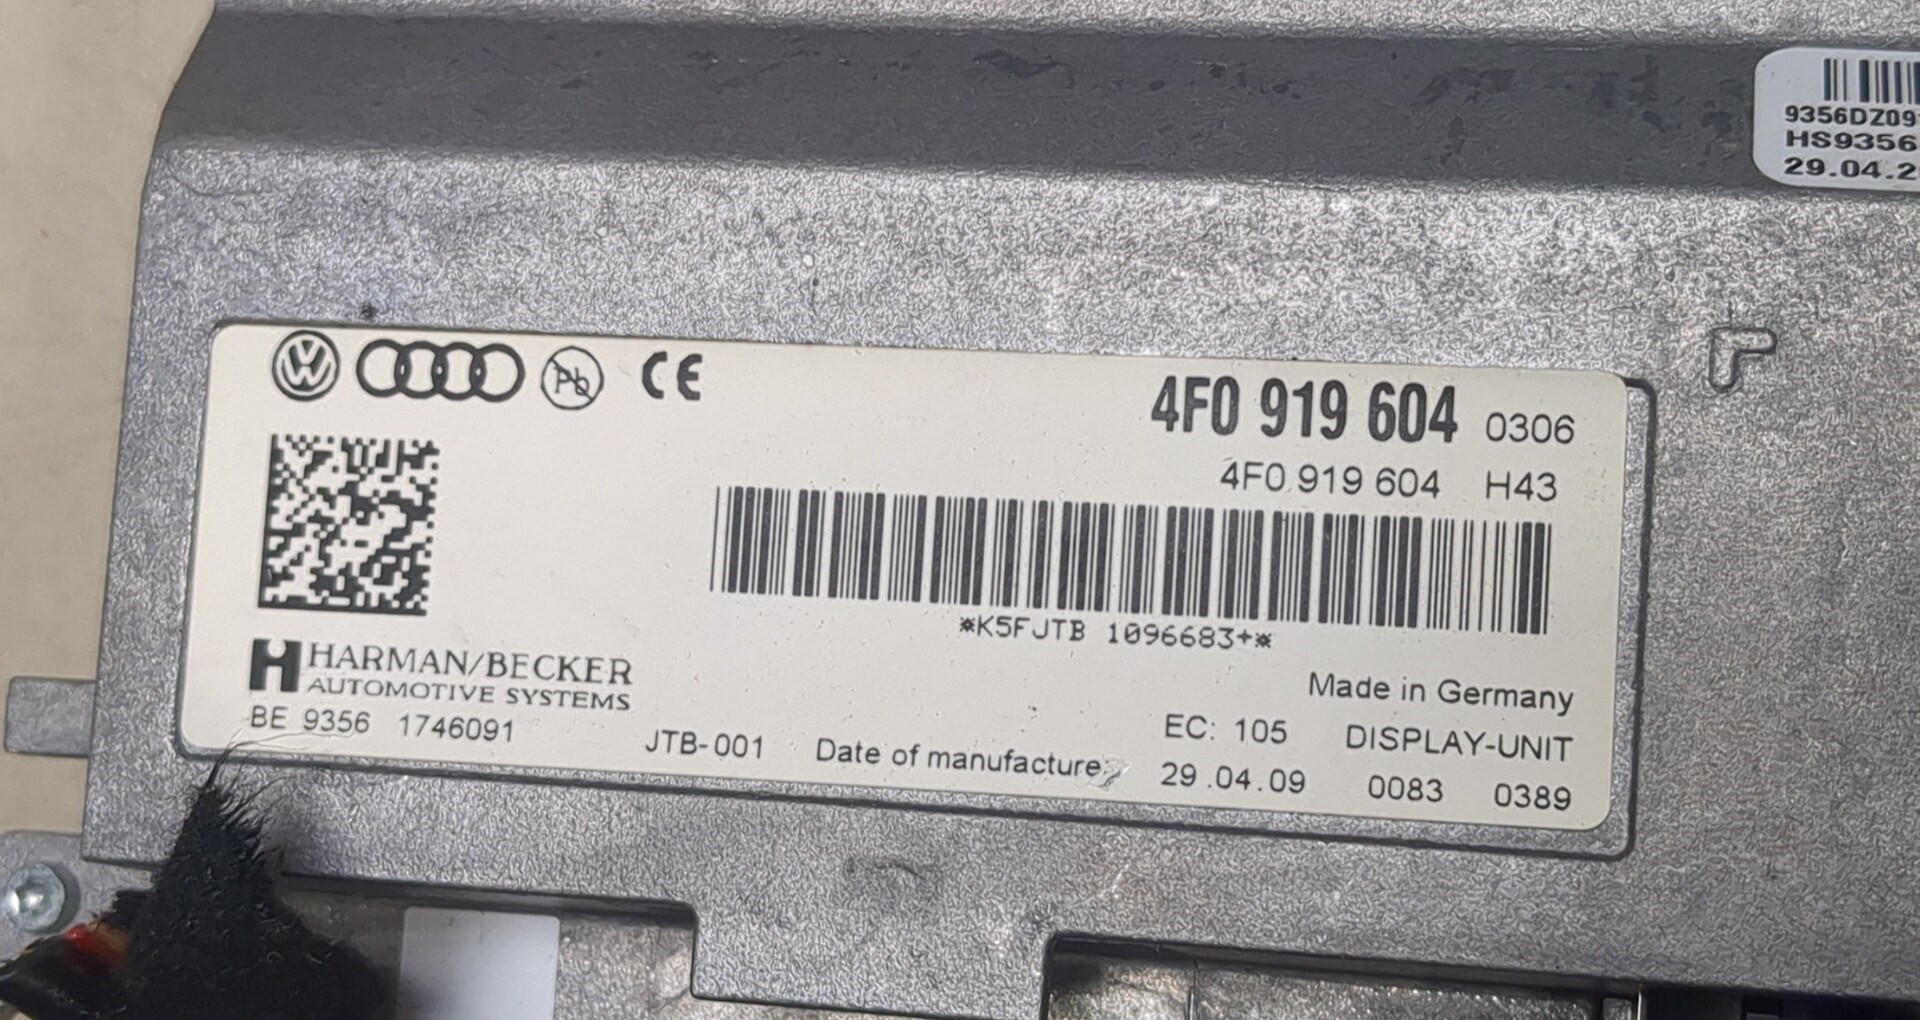 9356DZ09
HS9356
29.04.2
Pb CE
4F0 919 604 0306
4F0 919 604 H43
*K5FJTB 1096683+*
HARMAN/BECKER
AUTOMOTIVE SYSTEMS
BE 9356 1746091
Made in Germany
EC: 105 DISPLAY-UNIT
JTB-001 Date of manufacture: 29.04.09 0083 0389